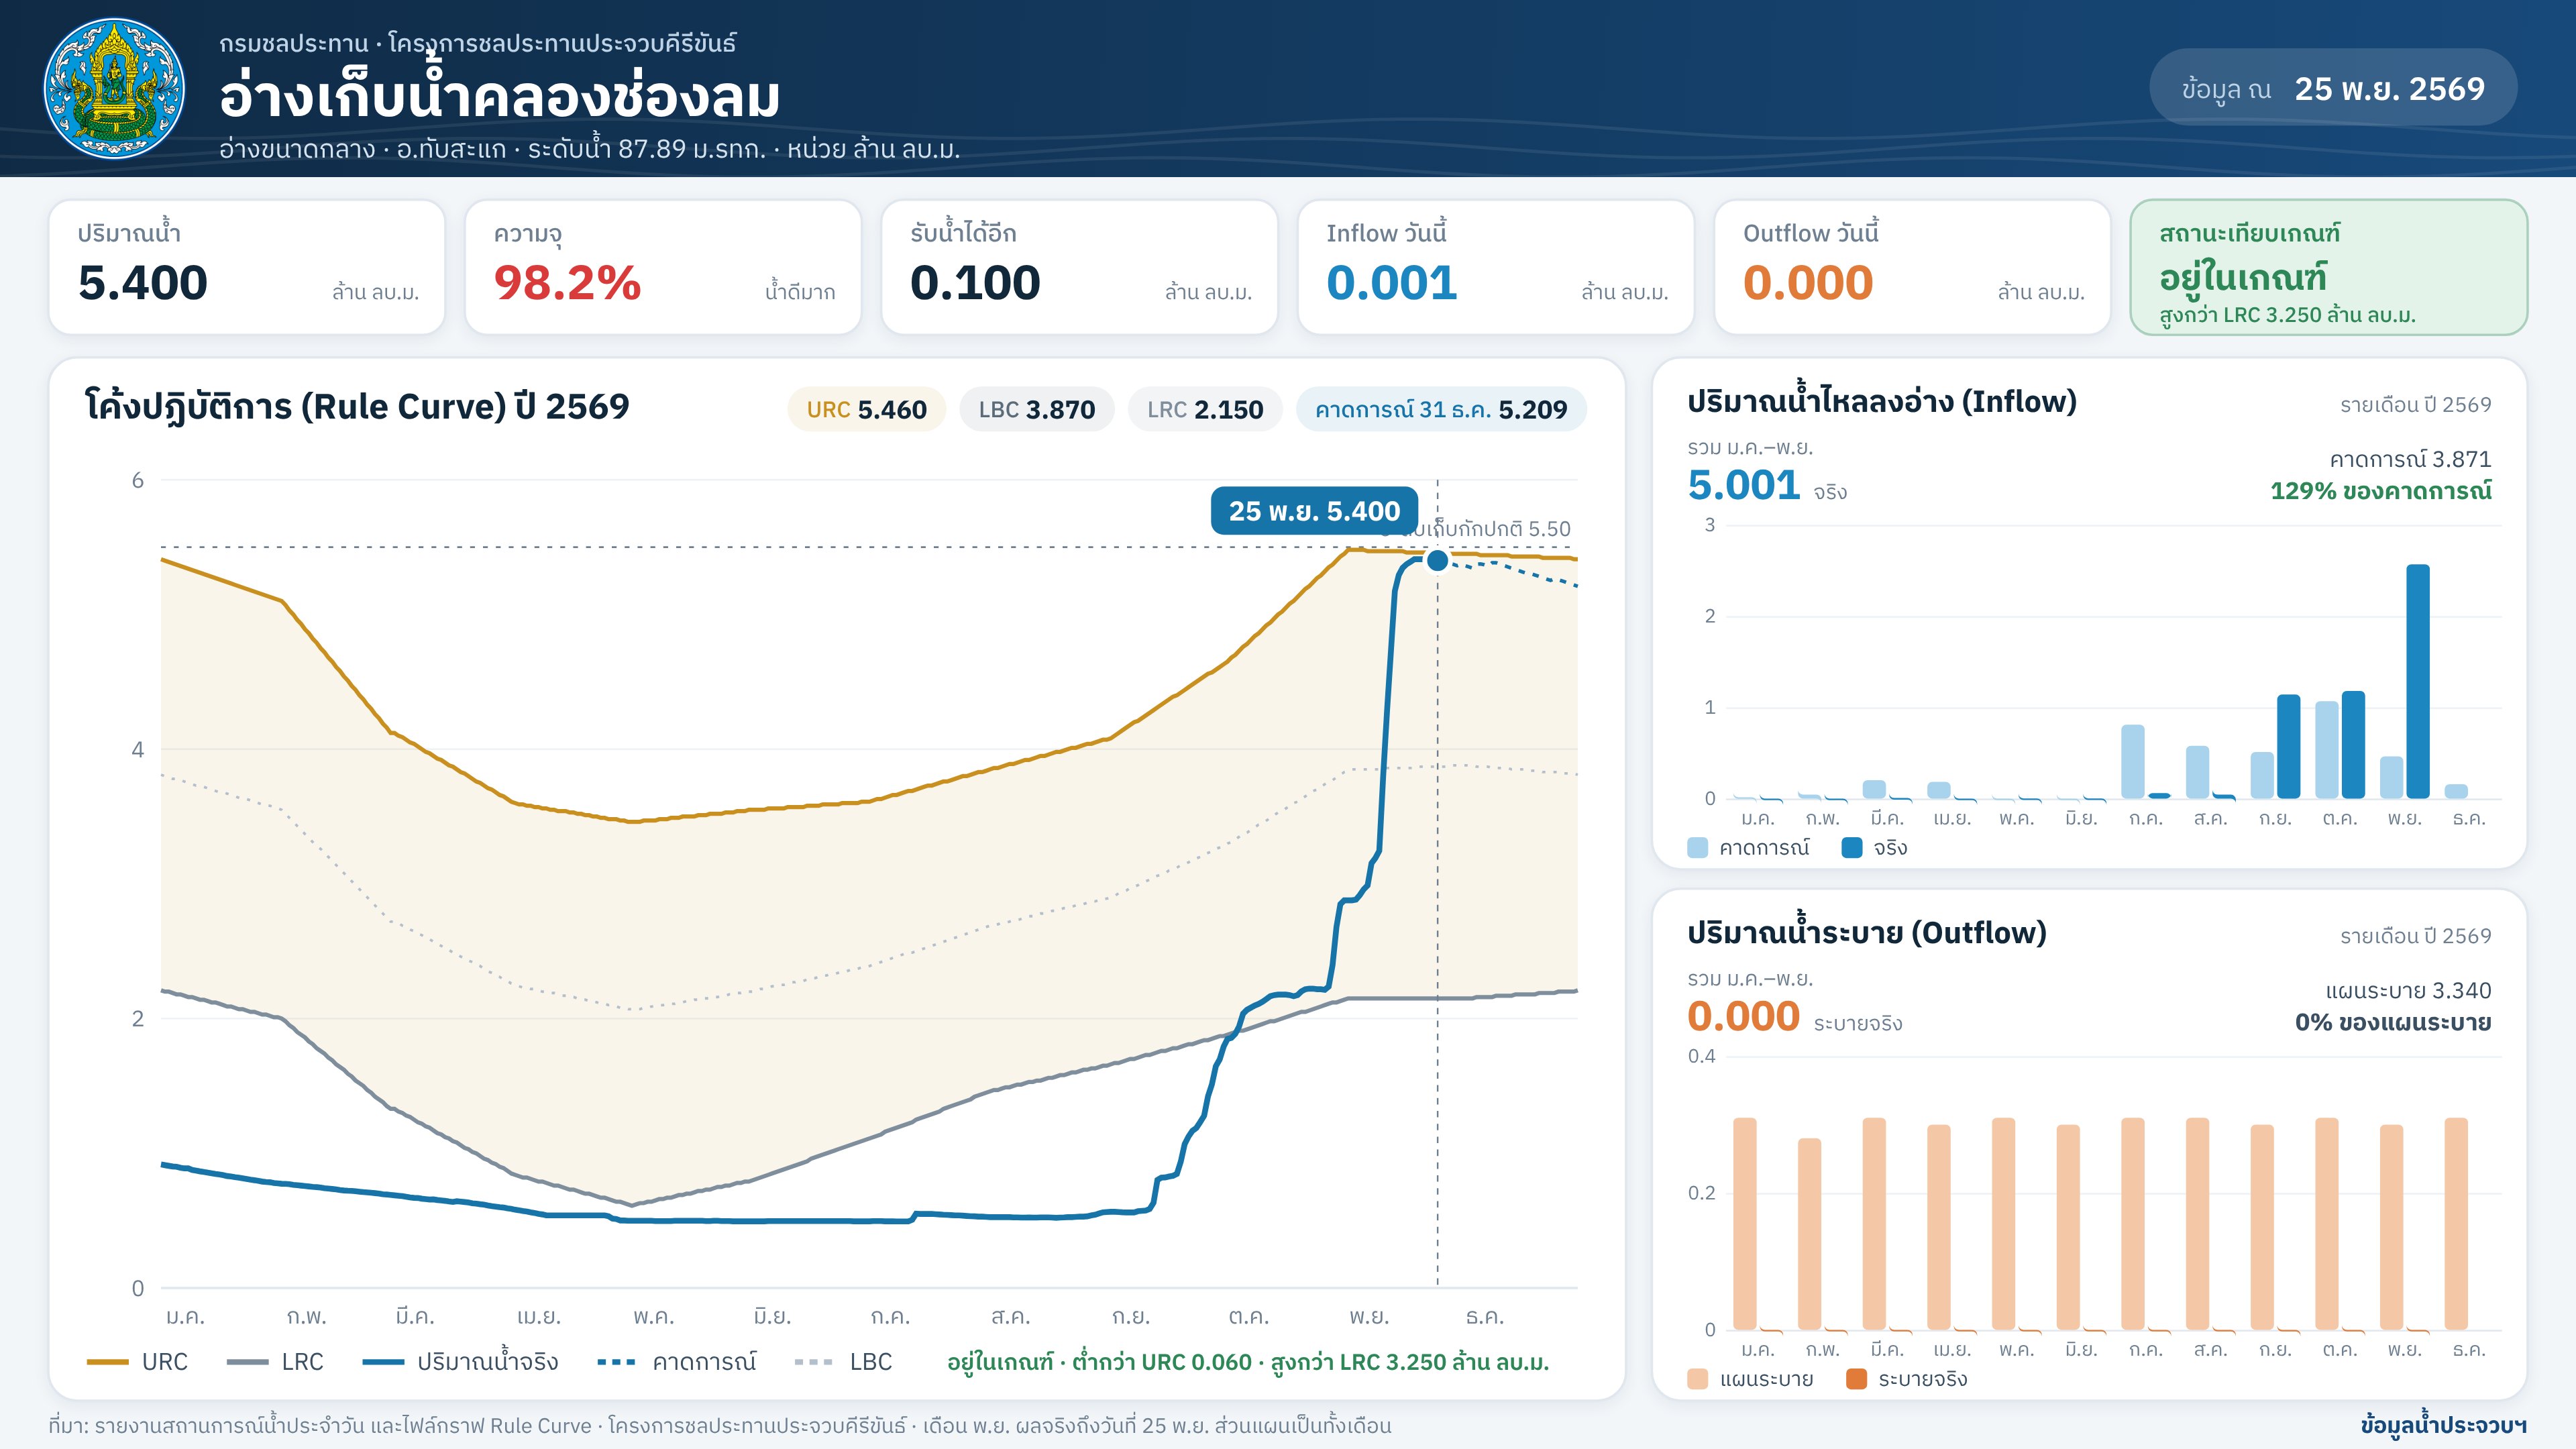 กรมชลประทาน · โครงการชลประทานประจวบคีรีขันธ์
อ่างเก็บน้ำคลองช่องลม
อ่างขนาดกลาง · อ.ทับสะแก · ระดับน้ำ 87.89 ม.รทก. · หน่วย ล้าน ลบ.ม.
ข้อมูล ณ 25 พ.ย. 2569
ปริมาณน้ำ
5.400 ล้าน ลบ.ม.
ความจุ
98.2% น้ำดีมาก
รับน้ำได้อีก
0.100 ล้าน ลบ.ม.
Inflow วันนี้
0.001 ล้าน ลบ.ม.
Outflow วันนี้
0.000 ล้าน ลบ.ม.
สถานะเทียบเกณฑ์
อยู่ในเกณฑ์
สูงกว่า LRC 3.250 ล้าน ลบ.ม.
โค้งปฏิบัติการ (Rule Curve) ปี 2569
URC 5.460 LBC 3.870 LRC 2.150 คาดการณ์ 31 ธ.ค. 5.209
25 พ.ย. 5.400
เก็บกักปกติ 5.50
6
4
2
0
ม.ค. ก.พ. มี.ค. เม.ย. พ.ค. มิ.ย. ก.ค. ส.ค. ก.ย. ต.ค. พ.ย. ธ.ค.
URC LRC ปริมาณน้ำจริง คาดการณ์ LBC อยู่ในเกณฑ์ · ต่ำกว่า URC 0.060 · สูงกว่า LRC 3.250 ล้าน ลบ.ม.
ปริมาณน้ำไหลลงอ่าง (Inflow) รายเดือน ปี 2569
รวม ม.ค.–พ.ย.
5.001 จริง
คาดการณ์ 3.871
129% ของคาดการณ์
3
2
1
0
ม.ค. ก.พ. มี.ค. เม.ย. พ.ค. มิ.ย. ก.ค. ส.ค. ก.ย. ต.ค. พ.ย. ธ.ค.
คาดการณ์ จริง
ปริมาณน้ำระบาย (Outflow) รายเดือน ปี 2569
รวม ม.ค.–พ.ย.
0.000 ระบายจริง
แผนระบาย 3.340
0% ของแผนระบาย
0.4
0.2
0
ม.ค. ก.พ. มี.ค. เม.ย. พ.ค. มิ.ย. ก.ค. ส.ค. ก.ย. ต.ค. พ.ย. ธ.ค.
แผนระบาย ระบายจริง
ที่มา: รายงานสถานการณ์น้ำประจำวัน และไฟล์กราฟ Rule Curve · โครงการชลประทานประจวบคีรีขันธ์ · เดือน พ.ย. ผลจริงถึงวันที่ 25 พ.ย. ส่วนแผนเป็นทั้งเดือน
ข้อมูลน้ำประจวบฯ